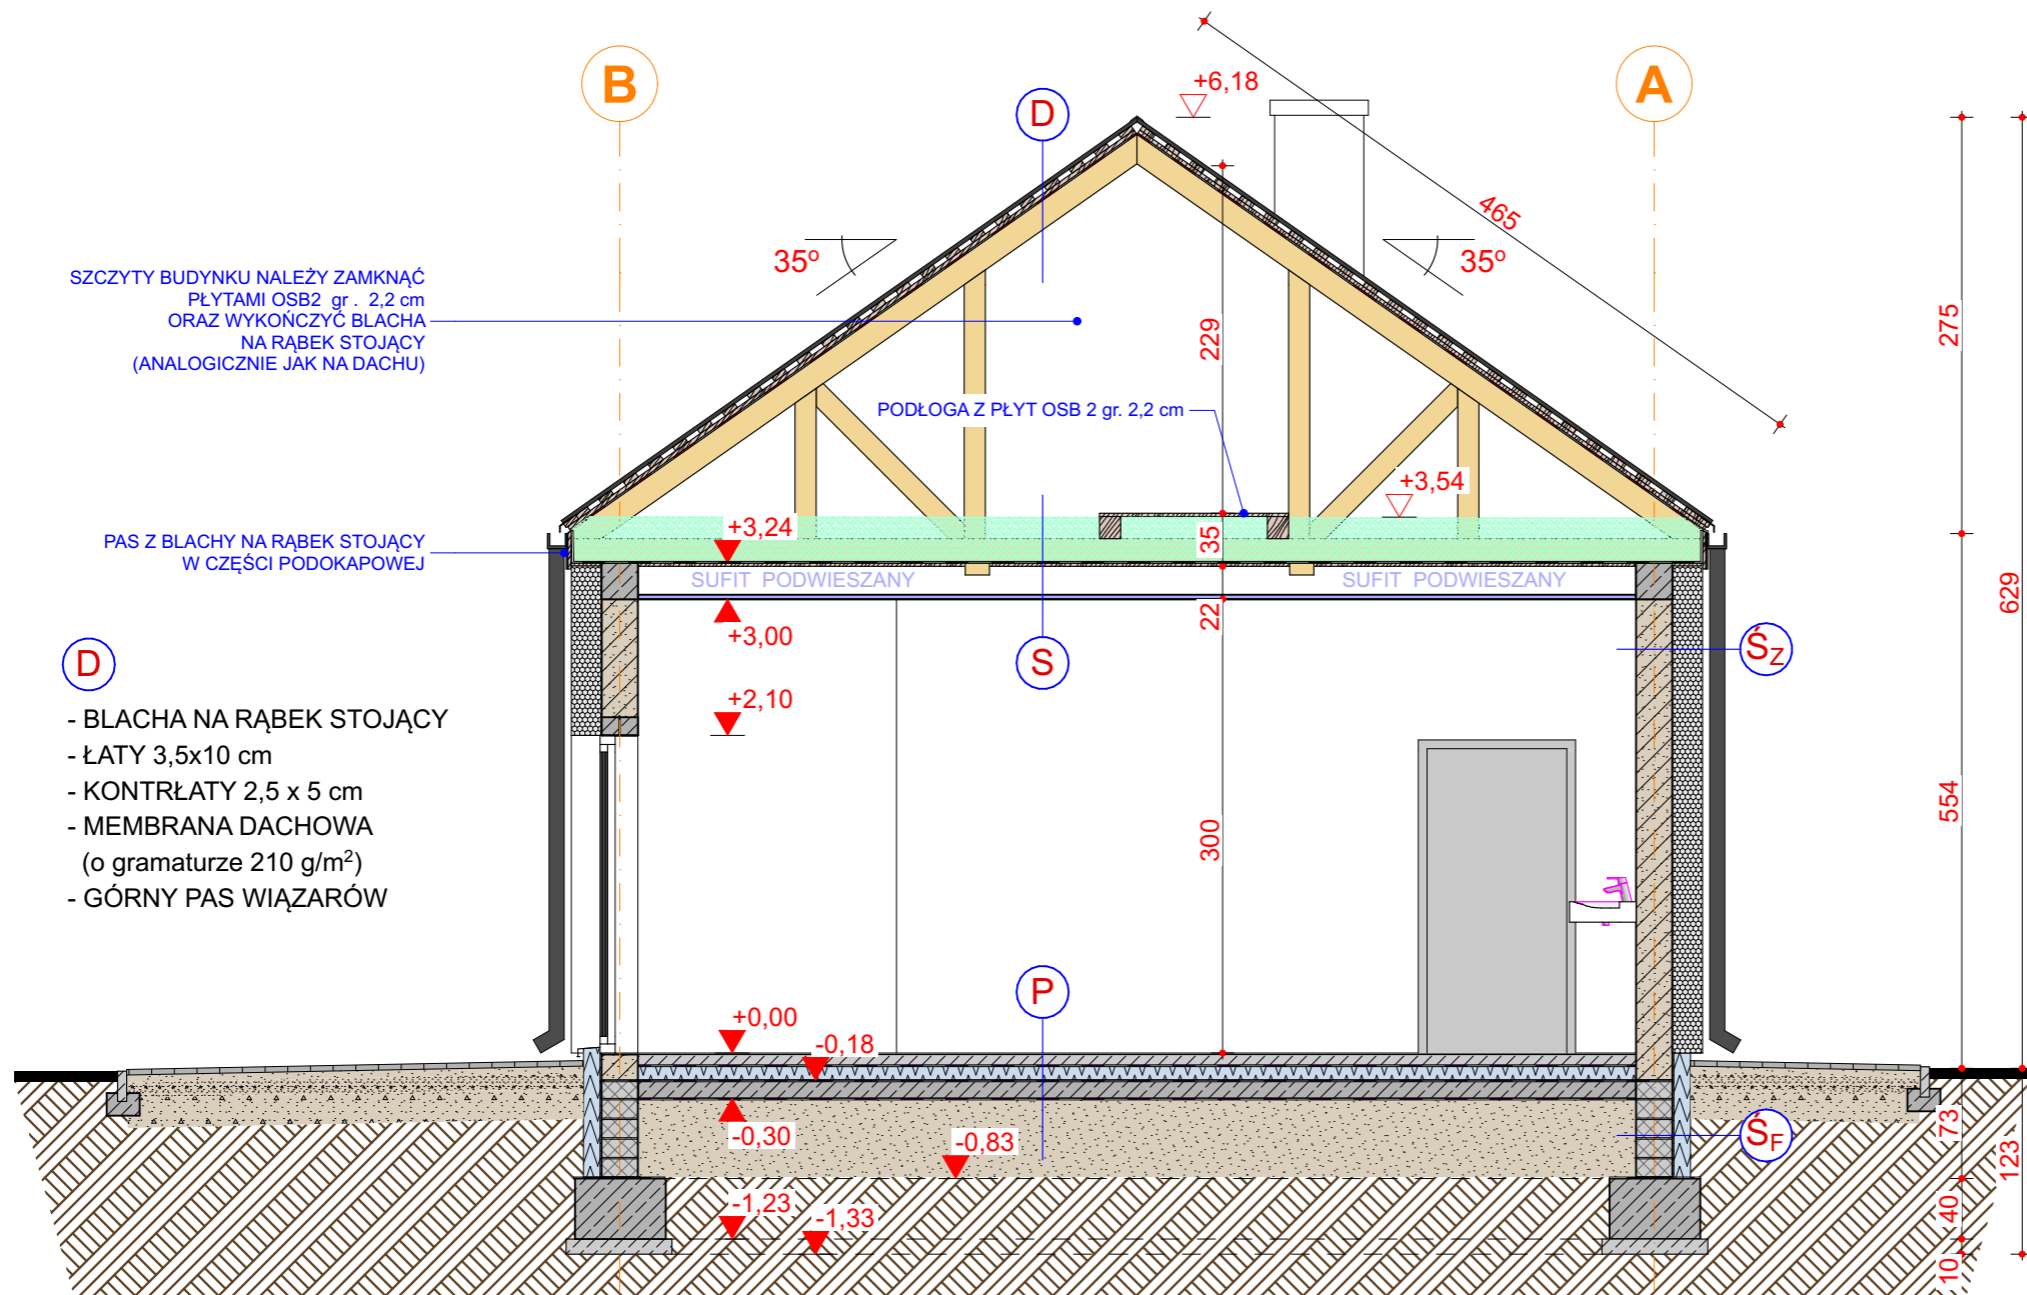 B
D
+6,18
A
465
35º
35º
SZCZYTY BUDYNKU NALEŻY ZAMKNĄĆ
PŁYTAMI OSB2 gr . 2,2 cm
ORAZ WYKOŃCZYĆ BLACHA
NA RĄBEK STOJĄCY
(ANALOGICZNIE JAK NA DACHU)
229
275
PODŁOGA Z PŁYT OSB 2 gr. 2,2 cm
+3,54
+3,24
35
PAS Z BLACHY NA RĄBEK STOJĄCY
W CZĘŚCI PODOKAPOWEJ
SUFIT PODWIESZANY
SUFIT PODWIESZANY
629
22
+3,00
D
S
ŚZ
+2,10
- BLACHA NA RĄBEK STOJĄCY
- ŁATY 3,5x10 cm
- KONTRŁATY 2,5 x 5 cm
- MEMBRANA DACHOWA
(o gramaturze 210 g/m²)
- GÓRNY PAS WIĄZARÓW
300
554
P
+0,00
-0,18
-0,30
-0,83
ŚF
73
123
-1,23
-1,33
40
10